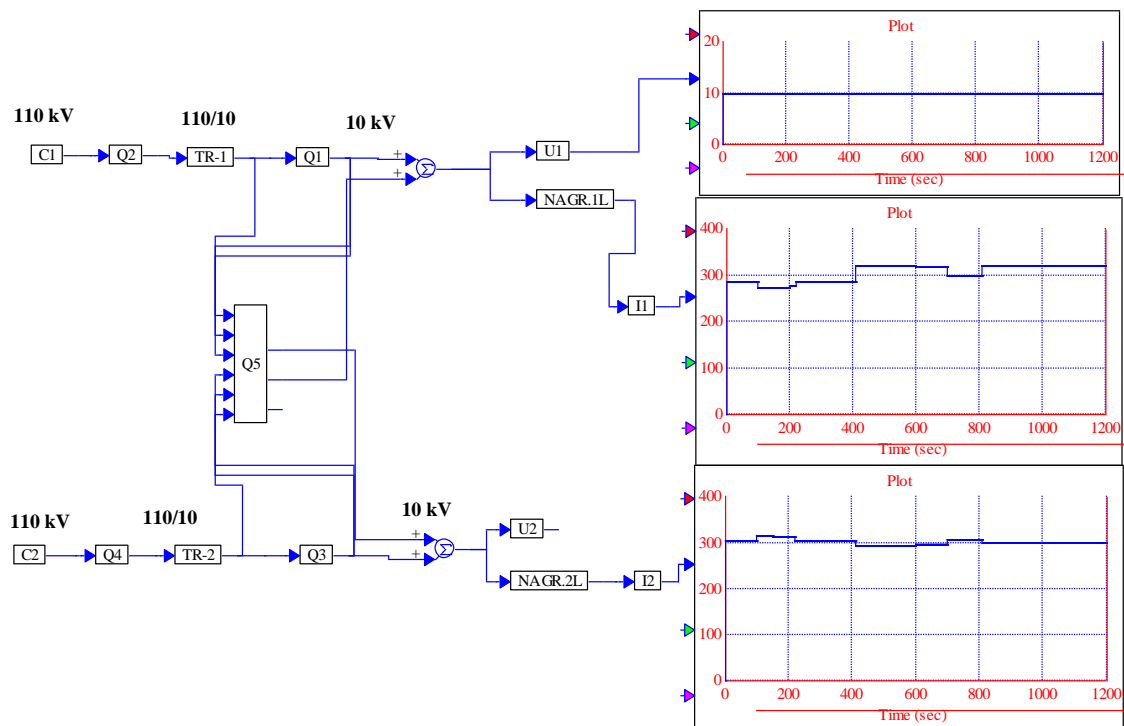 Plot
20
10
0
0 200 400 600 800 1000 1200
Time (sec)
110 kV
110/10
10 kV
C1
Q2
TR-1
Q1
+
+
Σ
U1
NAGR.1L
I1
Plot
400
300
200
100
0
0 200 400 600 800 1000 1200
Time (sec)
Q5
110 kV
110/10
10 kV
C2
Q4
TR-2
Q3
+
+
Σ
U2
NAGR.2L
I2
Plot
400
300
200
100
0
0 200 400 600 800 1000 1200
Time (sec)